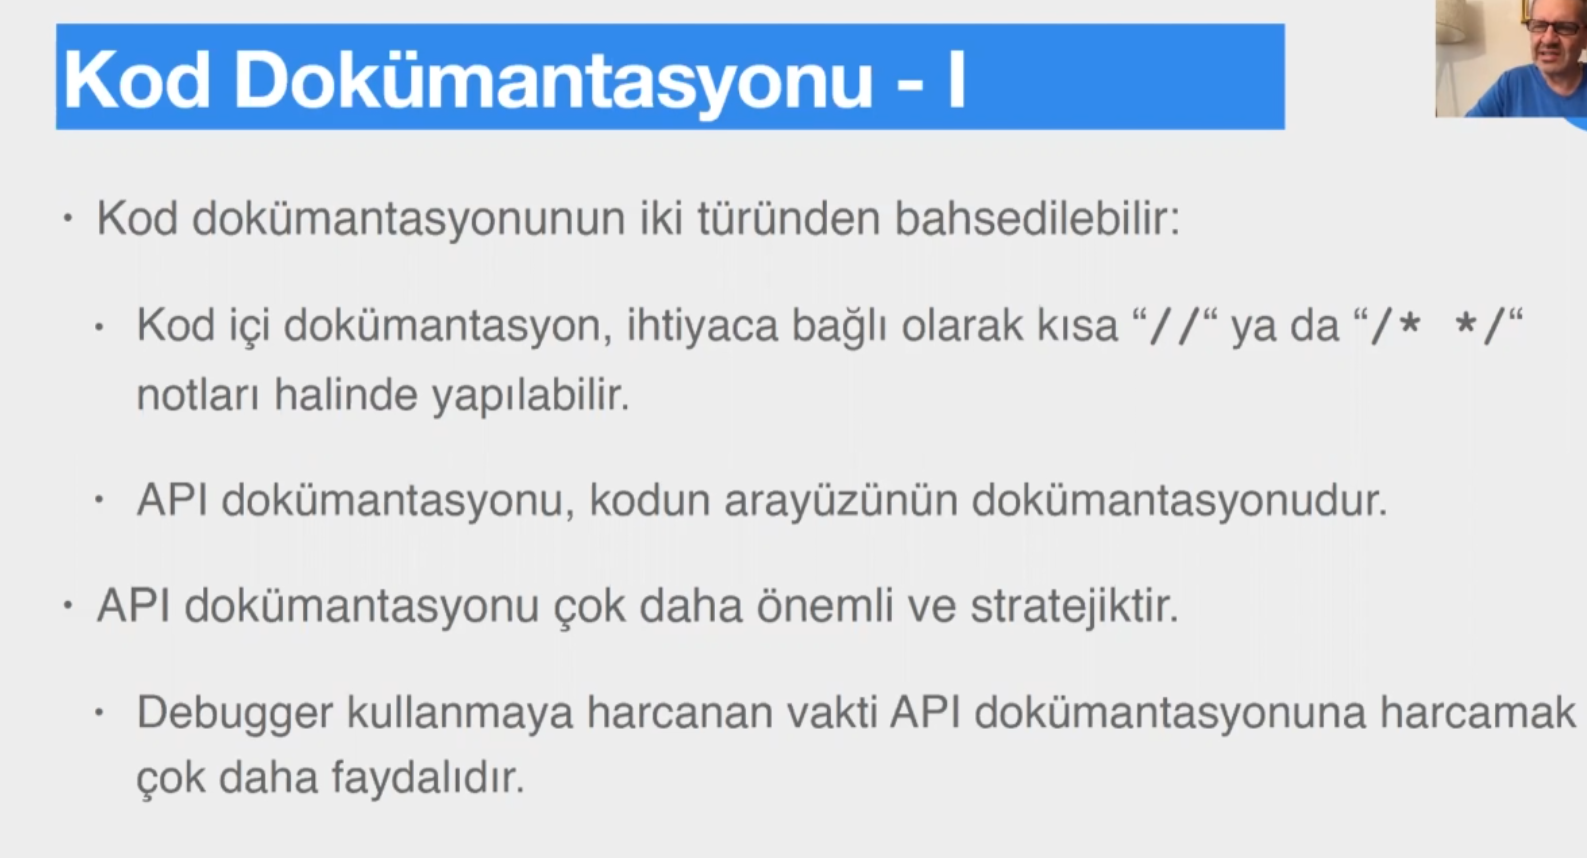 Kod Dokümantasyonu - I
• Kod dokümantasyonunun iki türünden bahsedilebilir:
• Kod içi dokümantasyon, ihtiyaca bağlı olarak kısa “//“ ya da “/* */“
notları halinde yapılabilir.
• API dokümantasyonu, kodun arayüzünün dokümantasyonudur.
• API dokümantasyonu çok daha önemli ve stratejiktir.
• Debugger kullanmaya harcanan vakti API dokümantasyonuna harcamak
çok daha faydalıdır.